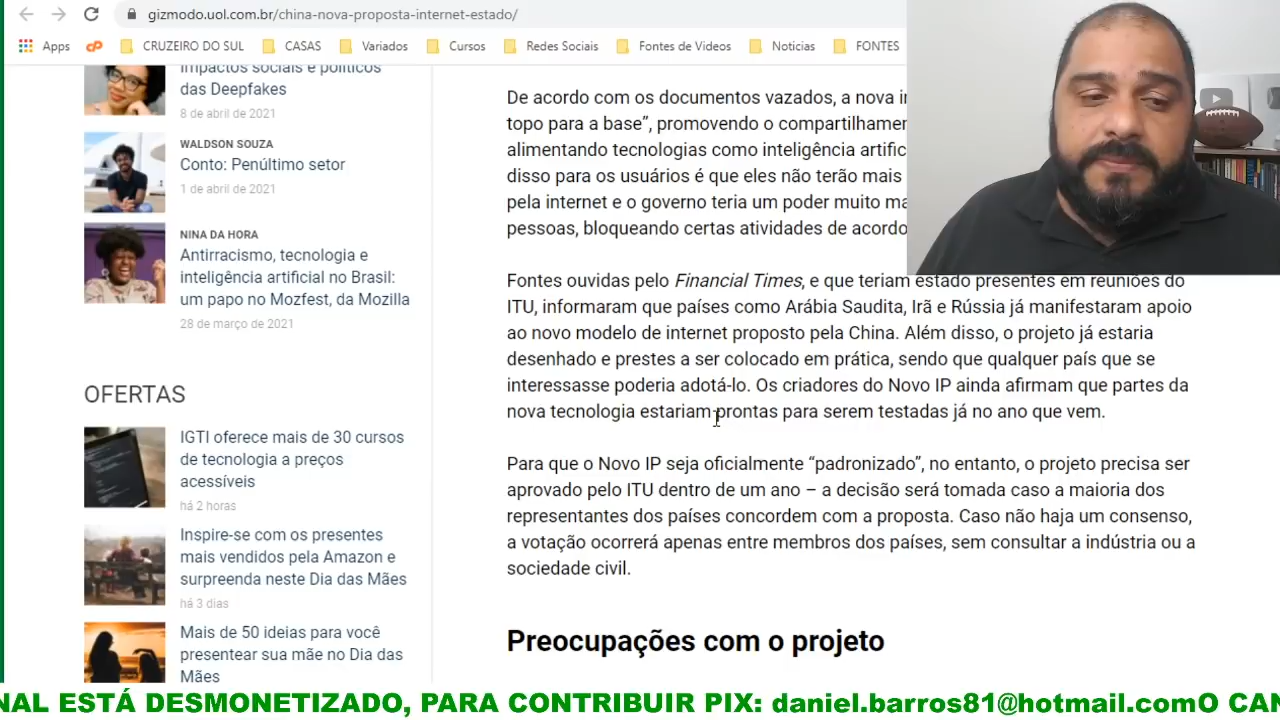 gizmodo.uol.com.br/china-nova-proposta-internet-estado/
Apps
CRUZEIRO DO SUL
CASAS
Variados
Cursos
Redes Sociais
Fontes de Videos
Noticias
FONTES
Impactos sociais e políticos
das Deepfakes
8 de abril de 2021
WALDSON SOUZA
Conto: Penúltimo setor
1 de abril de 2021
NINA DA HORA
Antirracismo, tecnologia e
inteligência artificial no Brasil:
um papo no Mozfest, da Mozilla
28 de março de 2021
OFERTAS
IGTI oferece mais de 30 cursos
de tecnologia a preços
acessíveis
há 2 horas
Inspire-se com os presentes
mais vendidos pela Amazon e
surpreenda neste Dia das Mães
há 3 dias
Mais de 50 ideias para você
presentear sua mãe no Dia das
Mães
De acordo com os documentos vazados, a nova
topo para a base”, promovendo o
alimentando tecnologias como inteligência
disso para os usuários é que eles não terão mais
pela internet e o governo teria um poder muito
pessoas, bloqueando certas atividades de acordo
Fontes ouvidas pelo Financial Times, e que teriam estado presentes em reuniões do
ITU, informaram que países como Arábia Saudita, Irã e Rússia já manifestaram apoio
ao novo modelo de internet proposto pela China. Além disso, o projeto já estaria
desenhado e prestes a ser colocado em prática, sendo que qualquer país que se
interessasse poderia adotá-lo. Os criadores do Novo IP ainda afirmam que partes da
nova tecnologia estariam prontas para serem testadas já no ano que vem.
Para que o Novo IP seja oficialmente “padronizado”, no entanto, o projeto precisa ser
aprovado pelo ITU dentro de um ano – a decisão será tomada caso a maioria dos
representantes dos países concordem com a proposta. Caso não haja um consenso,
a votação ocorrerá apenas entre membros dos países, sem consultar a indústria ou a
sociedade civil.
Preocupações com o projeto
NAL ESTÁ DESMONETIZADO, PARA CONTRIBUIR PIX: daniel.barros81@hotmail.comO CAN